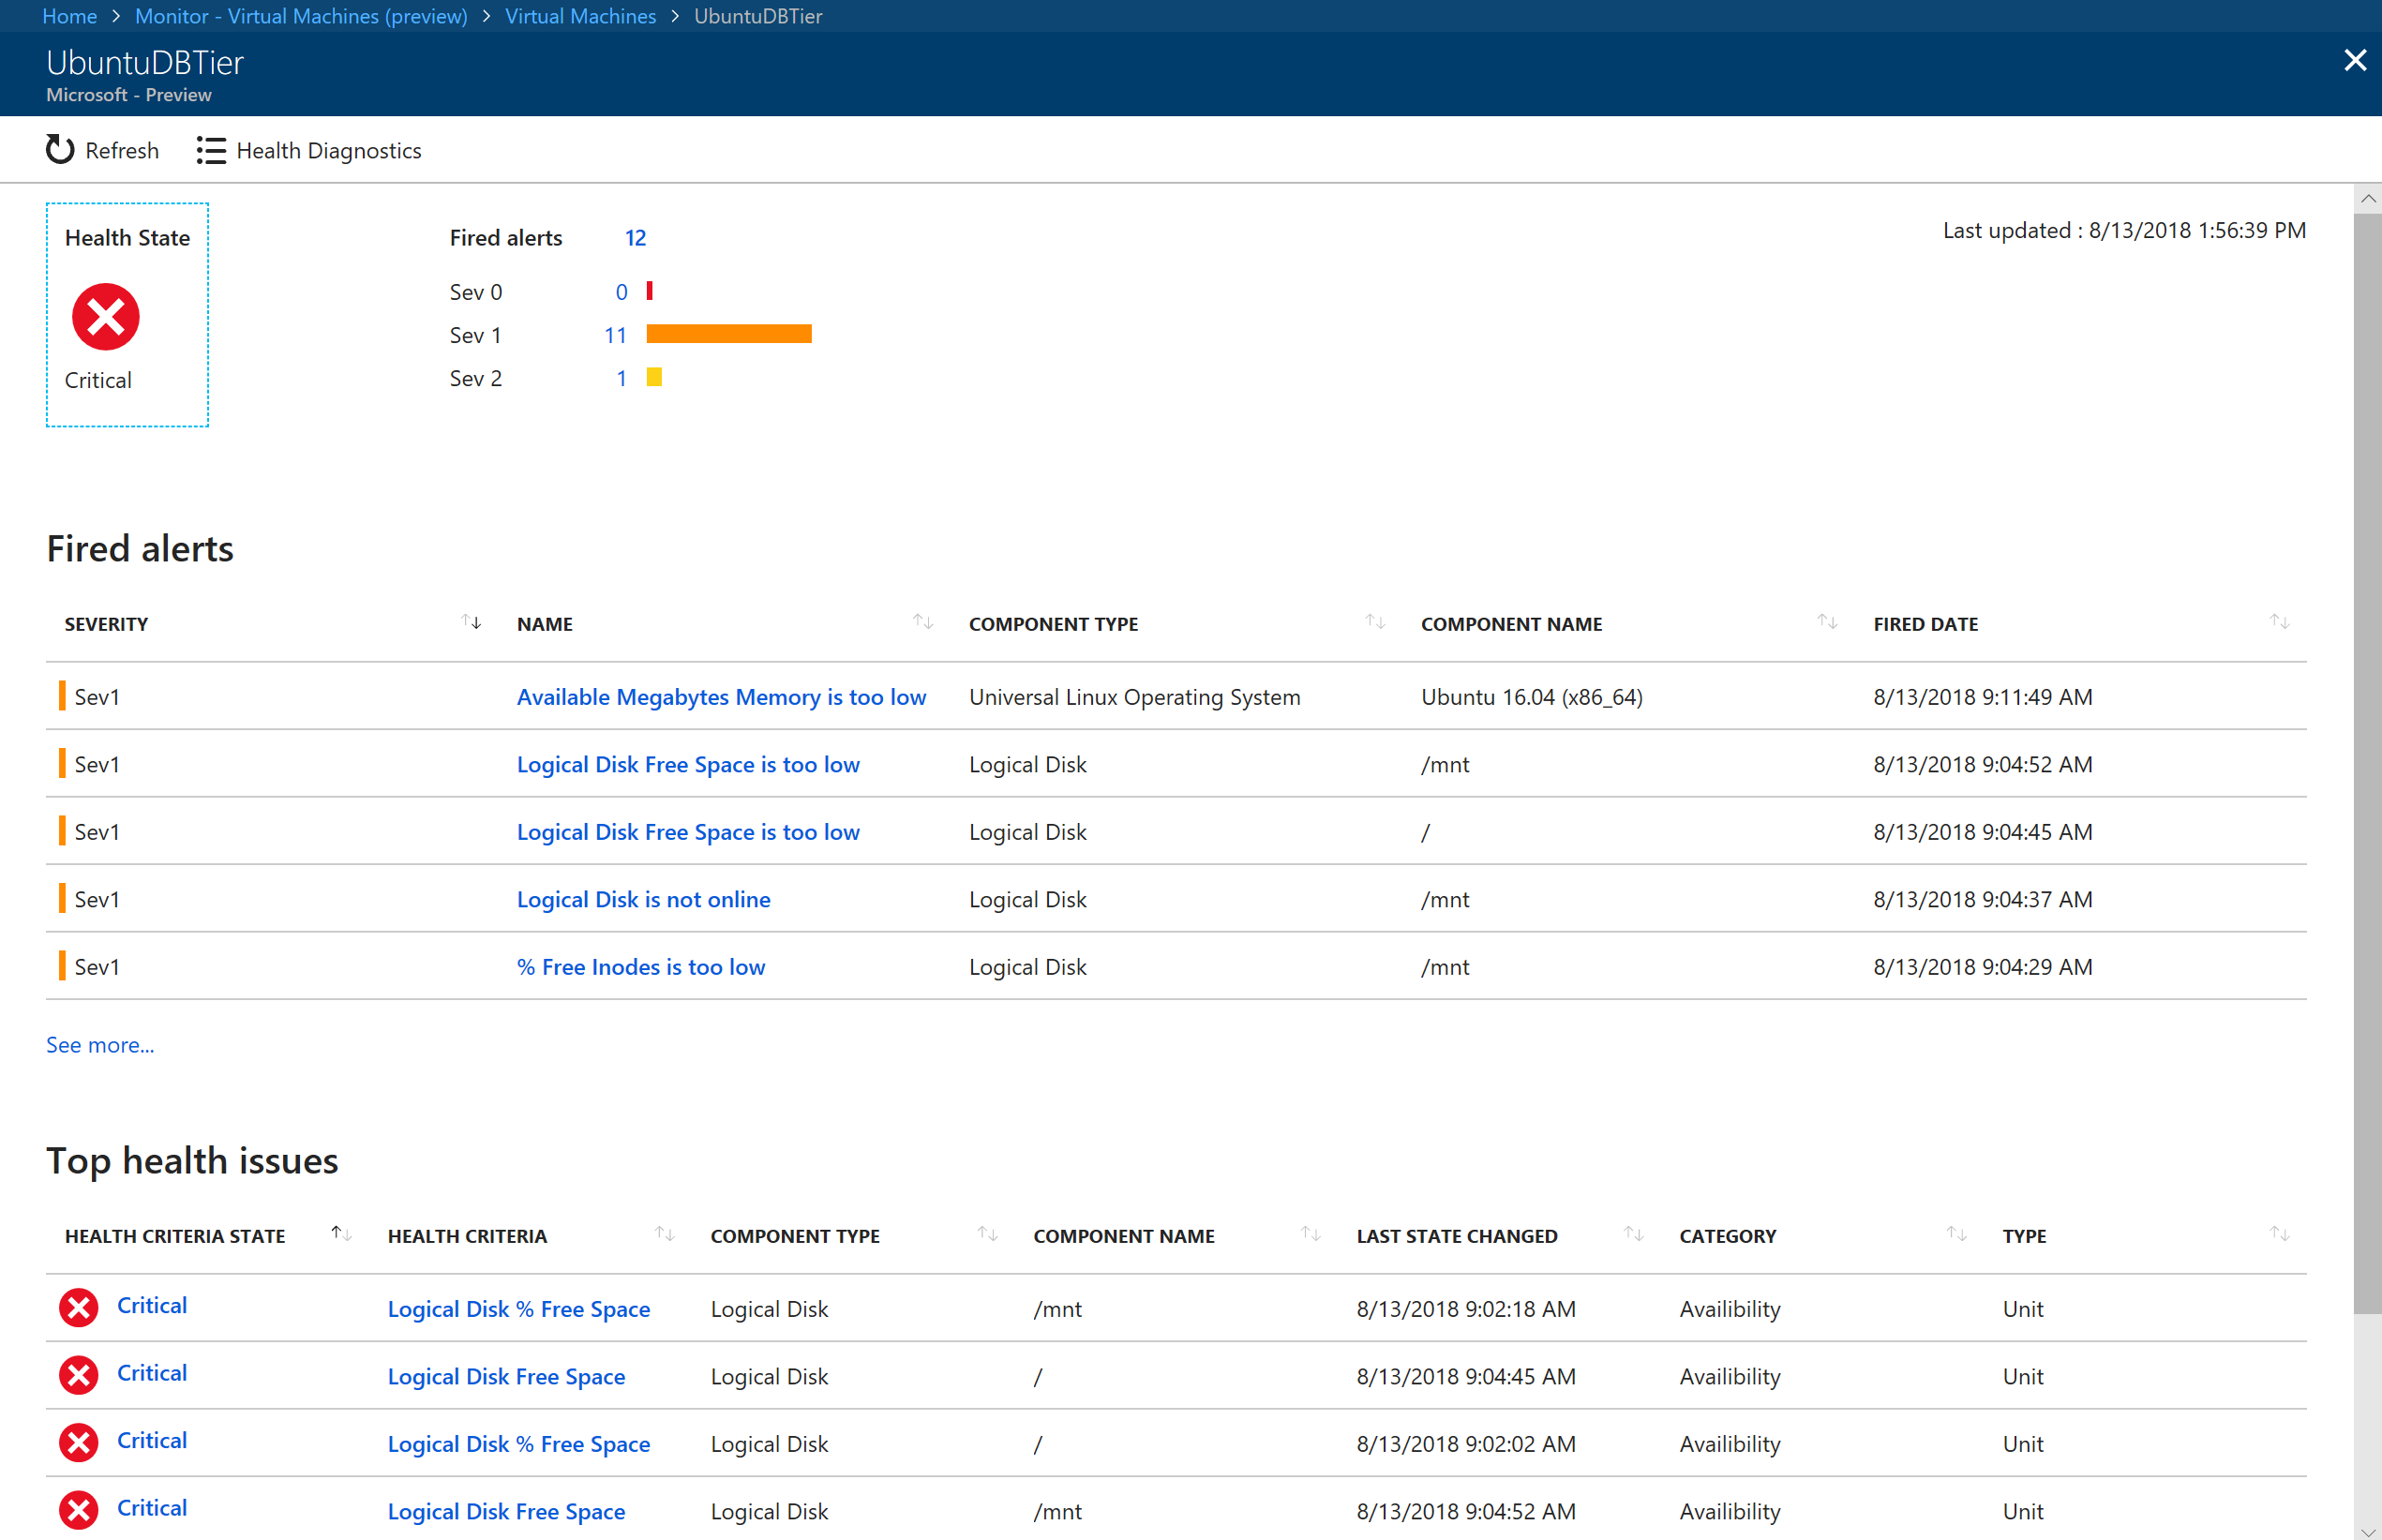 Home > Monitor - Virtual Machines (preview) > Virtual Machines > UbuntuDBTier
UbuntuDBTier
Microsoft - Preview
Refresh Health Diagnostics
Health State
Critical
Fired alerts 12
Sev 0 0
Sev 1 11
Sev 2 1
Last updated : 8/13/2018 1:56:39 PM
Fired alerts
SEVERITY NAME COMPONENT TYPE COMPONENT NAME FIRED DATE
Sev1 Available Megabytes Memory is too low Universal Linux Operating System Ubuntu 16.04 (x86_64) 8/13/2018 9:11:49 AM
Sev1 Logical Disk Free Space is too low Logical Disk /mnt 8/13/2018 9:04:52 AM
Sev1 Logical Disk Free Space is too low Logical Disk / 8/13/2018 9:04:45 AM
Sev1 Logical Disk is not online Logical Disk /mnt 8/13/2018 9:04:37 AM
Sev1 % Free Inodes is too low Logical Disk /mnt 8/13/2018 9:04:29 AM
See more...
Top health issues
HEALTH CRITERIA STATE HEALTH CRITERIA COMPONENT TYPE COMPONENT NAME LAST STATE CHANGED CATEGORY TYPE
Critical Logical Disk % Free Space Logical Disk /mnt 8/13/2018 9:02:18 AM Availibility Unit
Critical Logical Disk Free Space Logical Disk / 8/13/2018 9:04:45 AM Availibility Unit
Critical Logical Disk % Free Space Logical Disk / 8/13/2018 9:02:02 AM Availibility Unit
Critical Logical Disk Free Space Logical Disk /mnt 8/13/2018 9:04:52 AM Availibility Unit